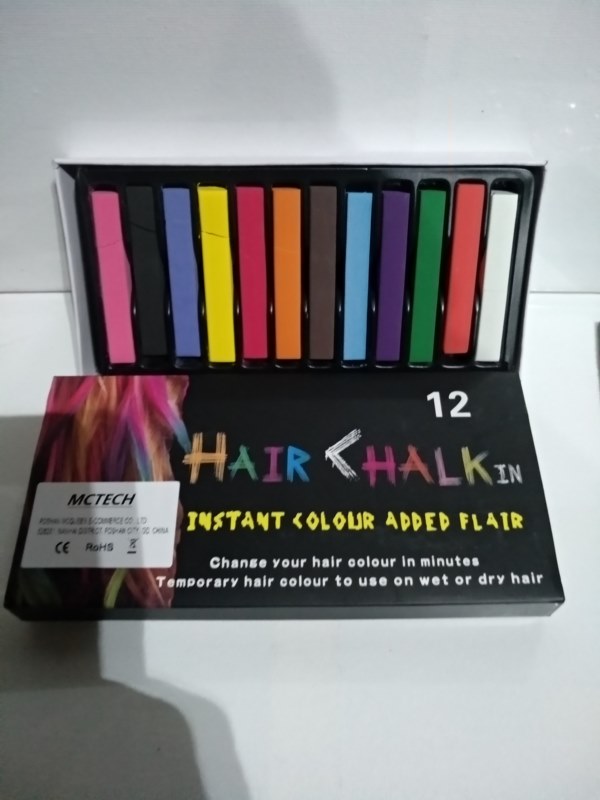 12
HAIR CHALKIN
INSTANT COLOUR ADDED FLAIR
MCTECH
CE RoHS
Change your hair colour in minutes
Temporary hair colour to use on wet or dry hair